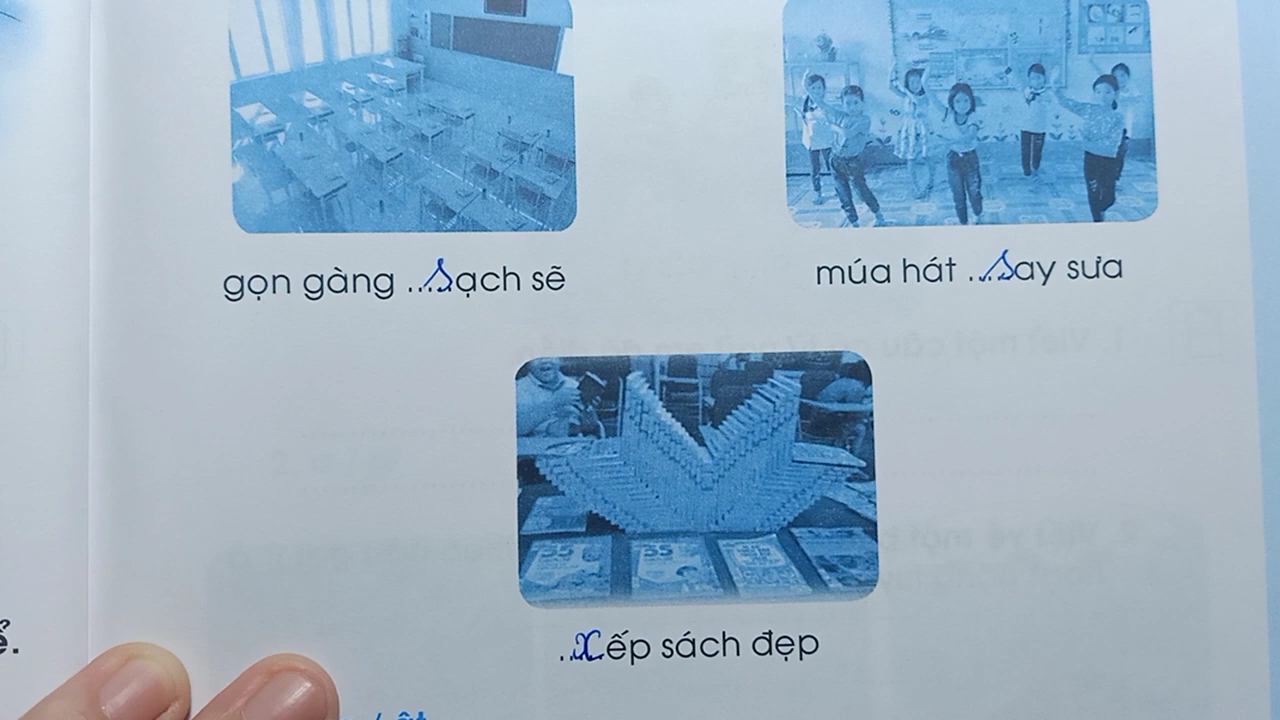 gọn gàng .....sạch sẽ
múa hát .....say sưa
.....xếp sách đẹp